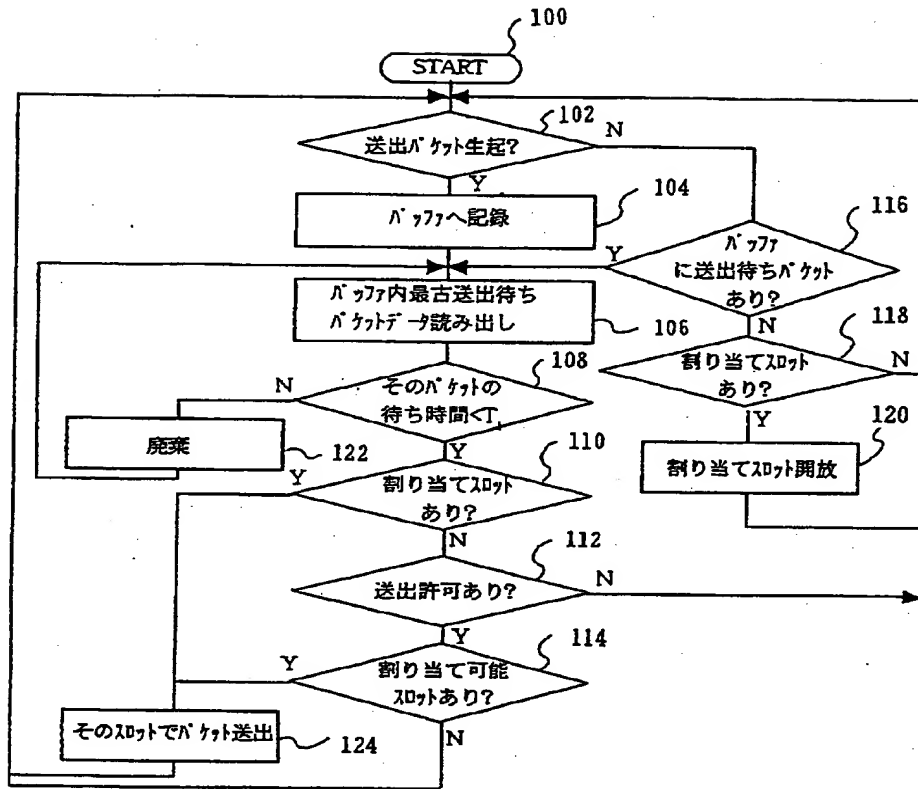 100
START
102
送出パケット生起?
N
Y
104
バッファへ記録
116
バッファ
に送出待ちパケット
あり?
Y
N
バッファ内最古送出待ち
パケットデータ読み出し
106
118
割り当てスロット
あり?
N
Y
108
そのパケットの
待ち時間<T
N
Y
120
割り当てスロット開放
廃棄
122
110
割り当てスロット
あり?
Y
N
112
送出許可あり?
N
Y
114
割り当て可能
スロットあり?
Y
N
そのスロットでパケット送出
124